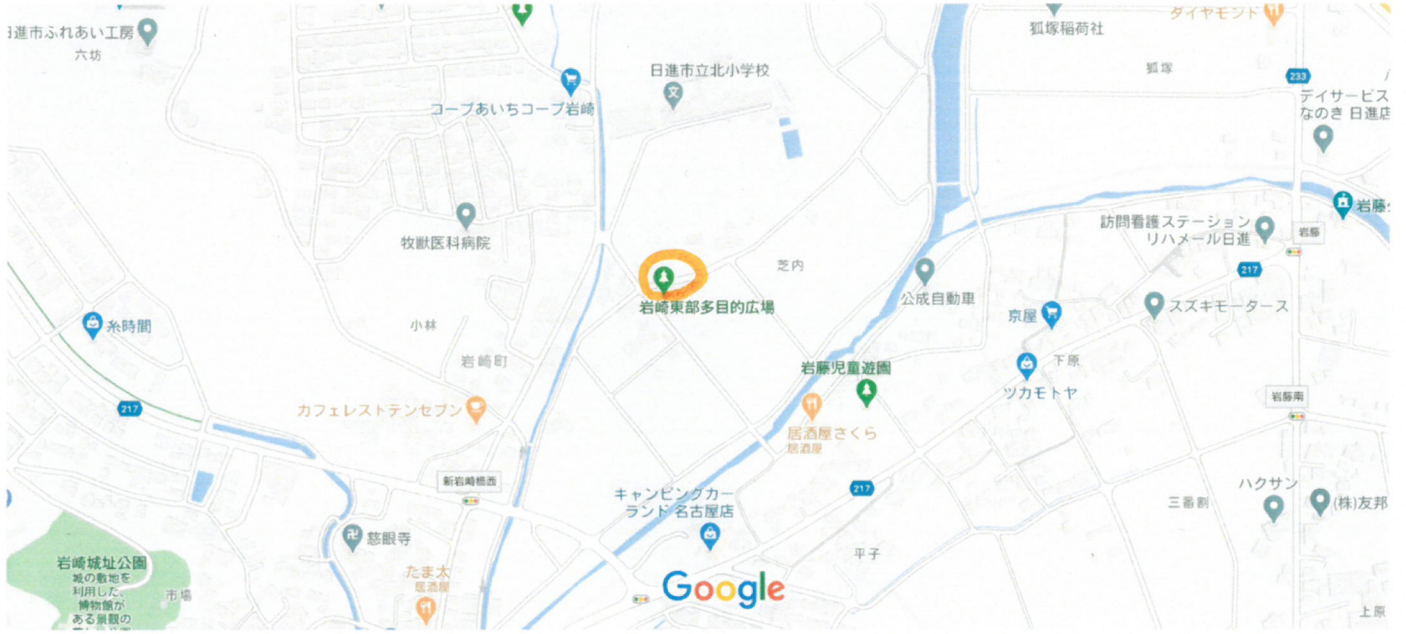 ダイヤモンド
日進市ふれあい工房
六坊
狐塚稲荷社
日進市立北小学校
狐塚
233
コープあいちコープ岩崎
デイサービス
なのき 日進店
牧獣医科病院
訪問看護ステーション
リハメール日進
岩藤
岩藤
芝内
217
岩崎東部多目的広場
公成自動車
スズキモータース
京屋
糸時間
小林
岩崎町
岩藤児童遊園
下原
ツカモトヤ
217
カフェレストテンセブン
岩藤南
居酒屋さくら
居酒屋
新岩崎橋西
217
キャンピングカー
ランド 名古屋店
三番割
ハクサン
(株)友邦
慈眼寺
平子
岩崎城址公園
城の敷地を
利用した、
博物館が
ある景観の
市場
たま太
居酒屋
Google
上原